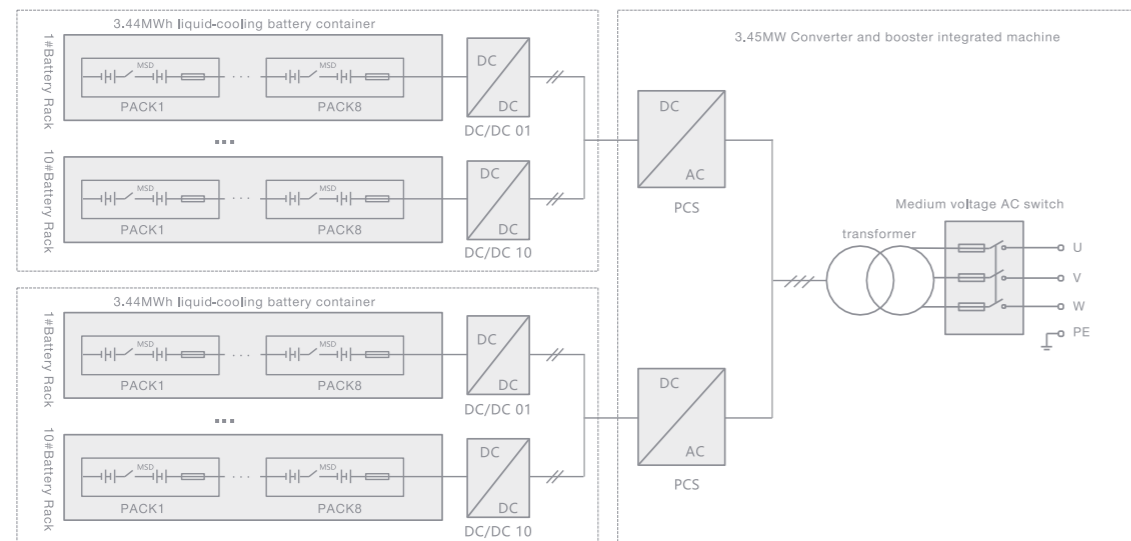 3.44MWh liquid-cooling battery container
1#Battery Rack
MSD
PACK1
...
MSD
PACK8
DC
DC
DC/DC 01
...
10#Battery Rack
MSD
PACK1
...
MSD
PACK8
DC
DC
DC/DC 10
3.44MWh liquid-cooling battery container
1#Battery Rack
MSD
PACK1
...
MSD
PACK8
DC
DC
DC/DC 01
...
10#Battery Rack
MSD
PACK1
...
MSD
PACK8
DC
DC
DC/DC 10
3.45MW Converter and booster integrated machine
DC
AC
PCS
DC
AC
PCS
transformer
Medium voltage AC switch
U
V
W
PE